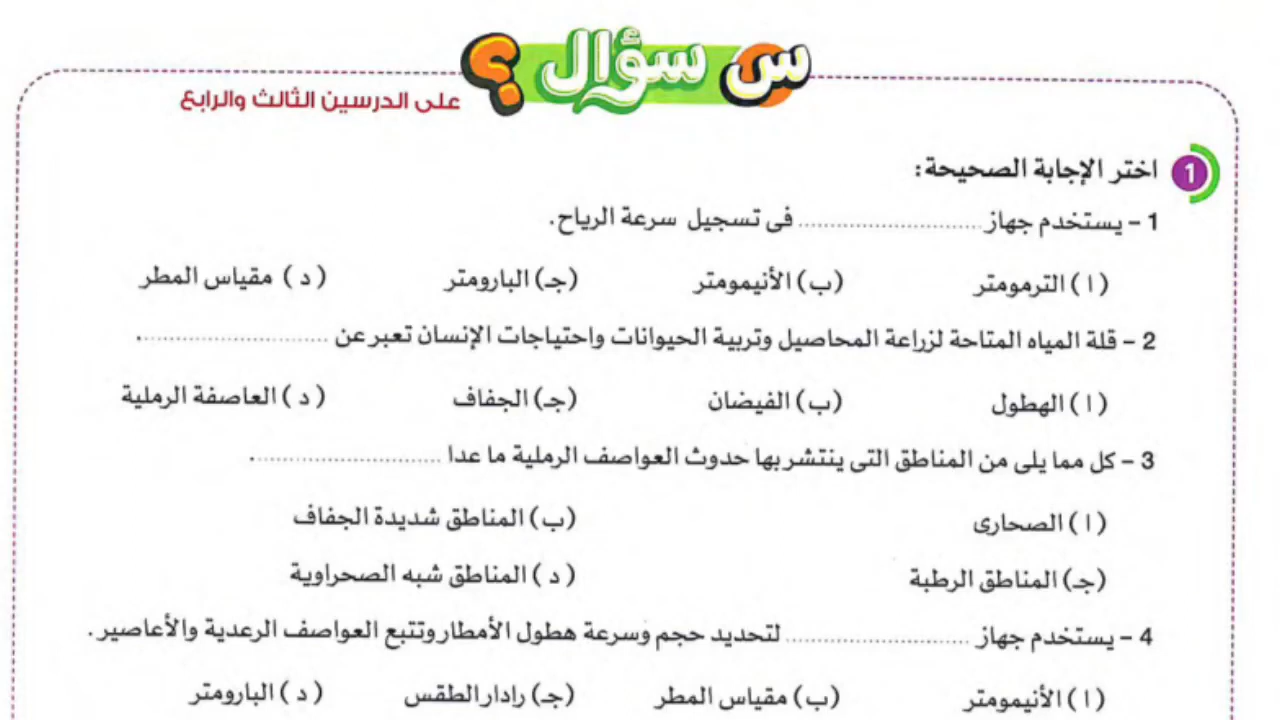 س سؤال ؟
على الدرسين الثالث والرابع
1 اختر الإجابة الصحيحة :
1 - يستخدم جهاز .............................. فى تسجيل سرعة الرياح.
( ا ) الترمومتر (ب) الأنيمومتر (جـ) البارومتر ( د ) مقياس المطر
2 - قلة المياه المتاحة لزراعة المحاصيل وتربية الحيوانات واحتياجات الإنسان تعبر عن ...............................
( ا ) الهطول (ب) الفيضان (جـ) الجفاف ( د ) العاصفة الرملية
3 - كل مما يلى من المناطق التى ينتشر بها حدوث العواصف الرملية ما عدا ...............................
( ا ) الصحارى (ب) المناطق شديدة الجفاف
(جـ) المناطق الرطبة ( د ) المناطق شبه الصحراوية
4 - يستخدم جهاز .............................. لتحديد حجم وسرعة هطول الأمطار وتتبع العواصف الرعدية والأعاصير.
( ا ) الأنيمومتر (ب) مقياس المطر (جـ) رادار الطقس ( د ) البارومتر